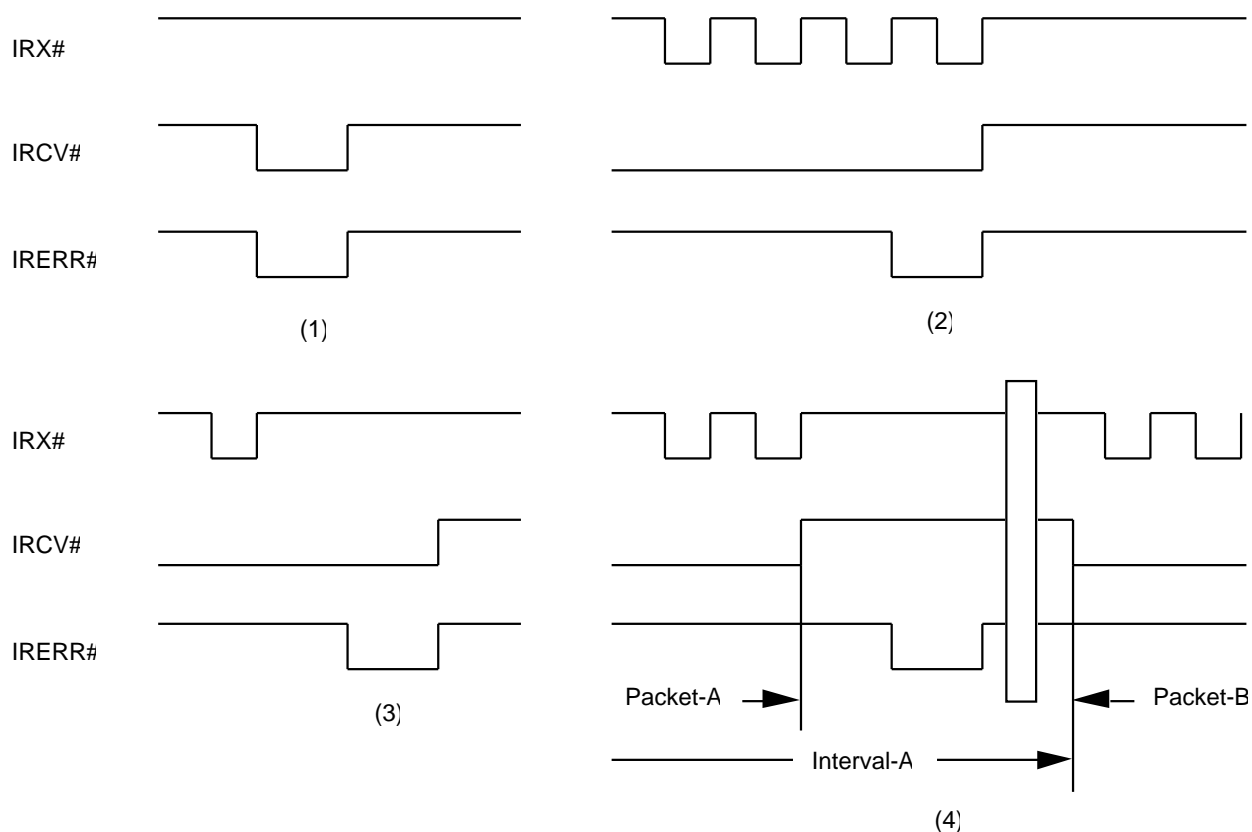 IRX#
IRCV#
IRERR#
(1)
(2)
IRX#
IRCV#
IRERR#
(3)
Packet-A
Packet-B
Interval-A
(4)